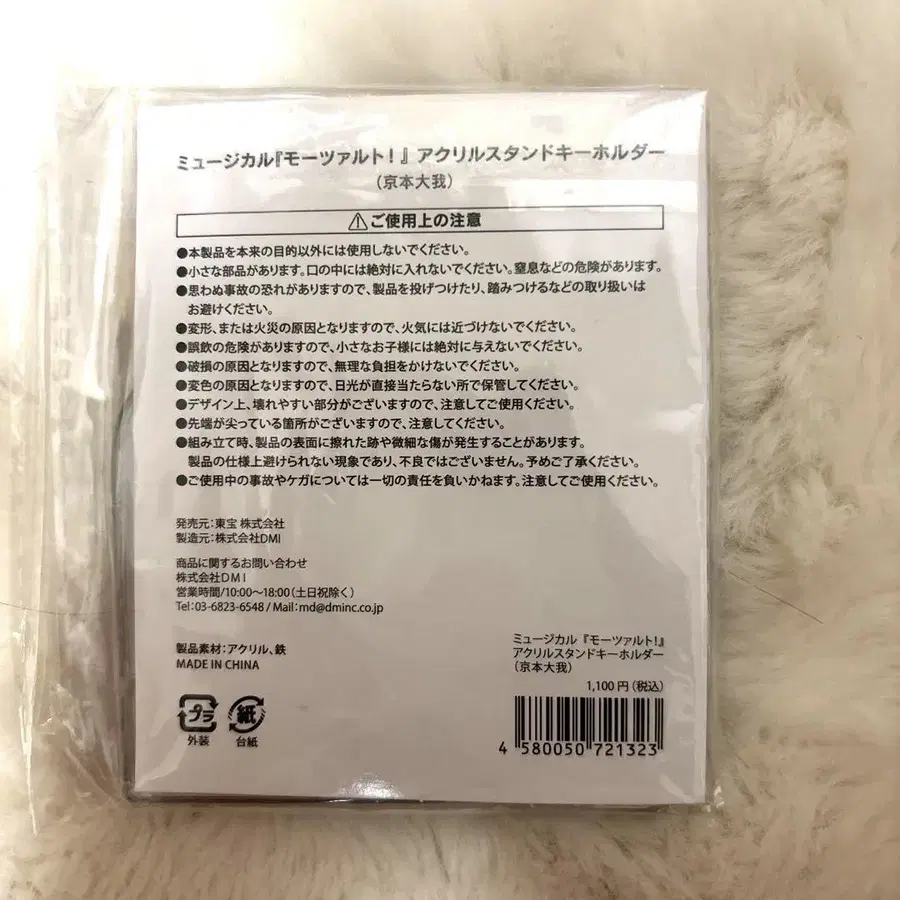 ミュージカル『モーツァルト！』アクリルスタンドキーホルダー
（京本大我）
⚠ご使用上の注意
●本製品を本来の目的以外には使用しないでください。
●小さな部品があります。口の中には絶対に入れないでください。窒息などの危険があります。
●思わぬ事故の恐れがありますので、製品を投げつけたり、踏みつけるなどの取り扱いは
お避けください。
●変形、または火災の原因となりますので、火気には近づけないでください。
●誤飲の危険がありますので、小さなお子様には絶対に与えないでください。
●破損の原因となりますので、無理な負担をかけないでください。
●変色の原因となりますので、日光が直接当たらない所で保管してください。
●デザイン上、壊れやすい部分がございますので、注意してご使用ください。
●先端が尖っている箇所がございますので、注意してください。
●組み立て時、製品の表面に擦れた跡や微細な傷が発生することがあります。
製品の仕様上避けられない現象であり、不良ではございません。予めご了承ください。
●ご使用中の事故やケガについては一切の責任を負いかねます。注意してご使用ください。
発売元：東宝 株式会社
製造元：株式会社DMI
商品に関するお問い合わせ
株式会社DMI
営業時間/10:00～18:00（土日祝除く）
Tel：03-6823-6548 / Mail：md@dminc.co.jp
製品素材：アクリル、鉄
MADE IN CHINA
プラ
外装
紙
台紙
ミュージカル『モーツァルト！』
アクリルスタンドキーホルダー
（京本大我）
1,100円（税込）
4 580050 721323